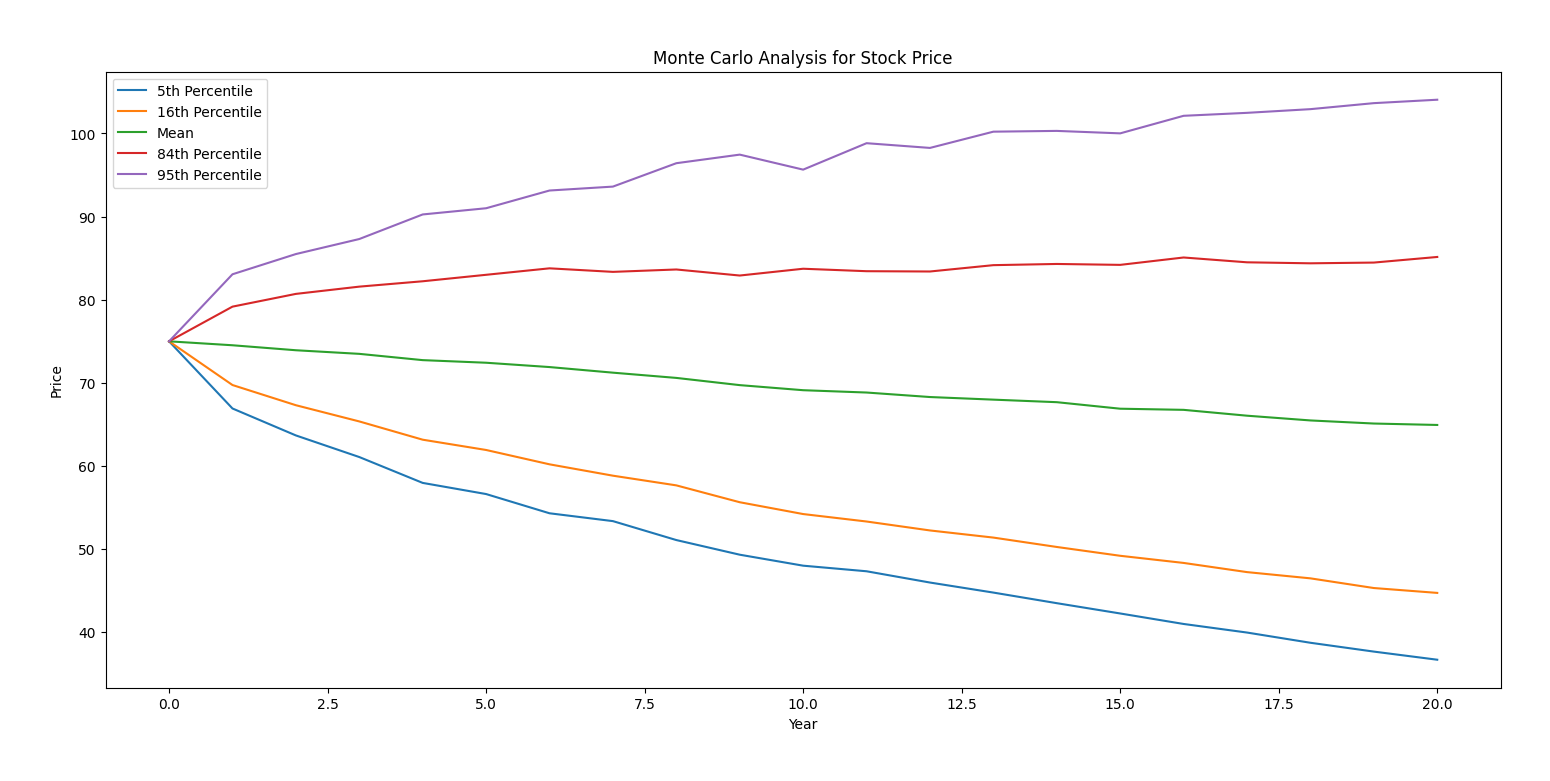 Monte Carlo Analysis for Stock Price
5th Percentile
16th Percentile
Mean
84th Percentile
95th Percentile
Price
100
90
80
70
60
50
40
0.0 2.5 5.0 7.5 10.0 12.5 15.0 17.5 20.0
Year